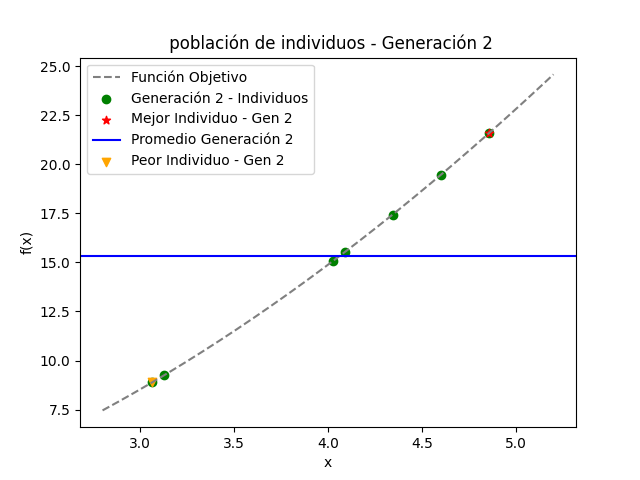 población de individuos - Generación 2
Función Objetivo
Generación 2 - Individuos
Mejor Individuo - Gen 2
Promedio Generación 2
Peor Individuo - Gen 2
25.0
22.5
20.0
17.5
15.0
12.5
10.0
7.5
f(x)
3.0 3.5 4.0 4.5 5.0
x